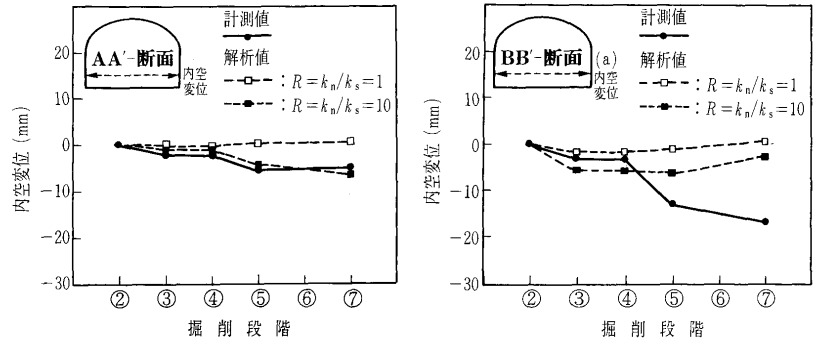 計測値
AA′-断面
内空
変位
解析値
：R＝kn/ks＝1
：R＝kn/ks＝10
内空変位 (mm)
20
10
0
−10
−20
−30
② ③ ④ ⑤ ⑥ ⑦
掘削段階
計測値
BB′-断面
(a)
内空
変位
解析値
：R＝kn/ks＝1
：R＝kn/ks＝10
内空変位 (mm)
20
10
0
−10
−20
−30
② ③ ④ ⑤ ⑥ ⑦
掘削段階